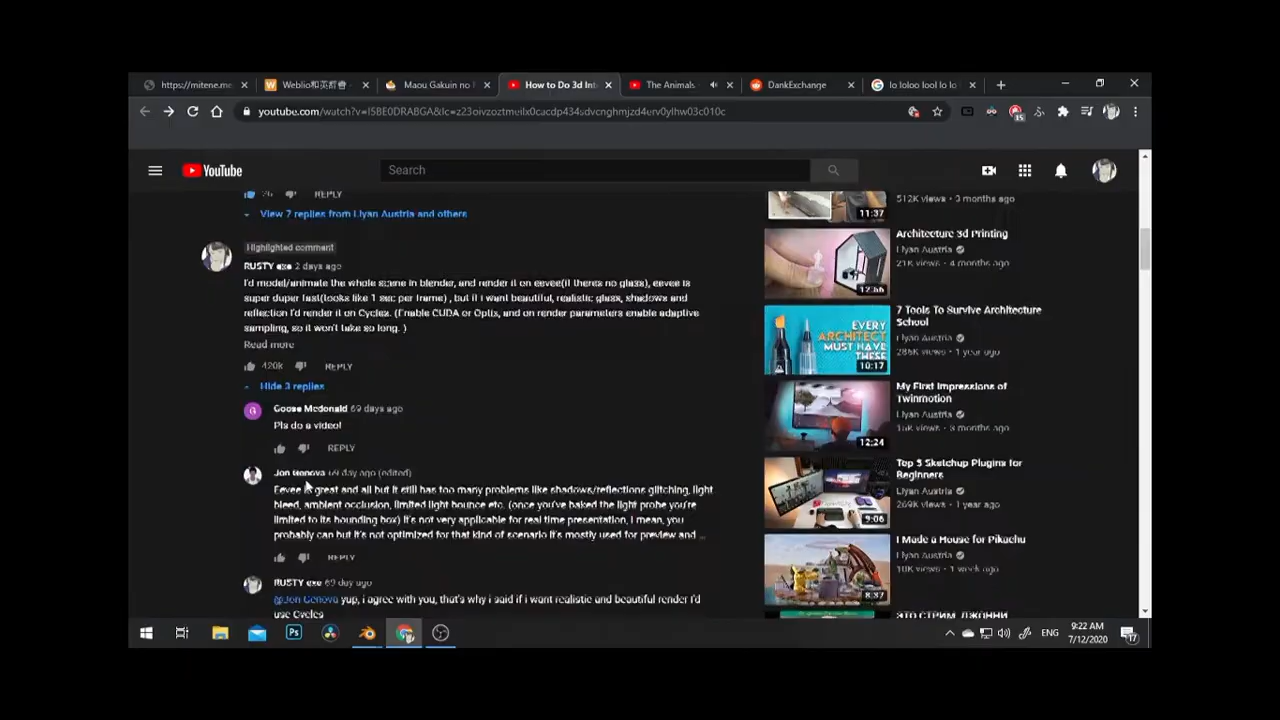 https://mitene.me
Weblio和英辞書 -
Maou Gakuin no
How to Do 3d Int
The Animals
DankExchange
lo loloo lool lo lo
youtube.com/watch?v=
15
YouTube
Search
REPLY
View 7 replies from Llyan Austria and others
Highlighted comment
RUSTY exe 2 days ago
I'd model/animate the whole scene in blender, and render it on eevee(if theres no glass), eevee is
super duper fast(looks like 1 sec per frame) , but if i want beautiful, realistic glass, shadows and
reflection I'd render it on Cycles. (Enable CUDA or Optix, and on render parameters enable adaptive
sampling, so it won't take so long. )
Read more
420k REPLY
Hide 3 replies
G
Goose Mcdonald 69 days ago
Pls do a video!
REPLY
Jon Genova 69 day ago (edited)
Eevee is great and all but it still has too many problems like shadows/reflections glitching, light
bleed, ambient occlusion, limited light bounce etc. (once you've baked the light probe you're
limited to its bounding box) It's not very applicable for real time presentation, I mean, you
probably can but it's not optimized for that kind of scenario it's mostly used for preview and ...
REPLY
RUSTY exe 69 day ago
@Jon Genova yup, i agree with you, that's why i said if i want realistic and beautiful render I'd
use Cycles
11:37
512K views • 3 months ago
12:56
Architecture 3d Printing
Llyan Austria
21K views • 4 months ago
EVERY
ARCHITECT
MUST HAVE
THESE
10:17
7 Tools To Survive Architecture
School
Llyan Austria
286K views • 1 year ago
12:24
My First Impressions of
Twinmotion
Llyan Austria
views • 3 months ago
9:06
Top 5 Sketchup Plugins for
Beginners
Llyan Austria
269K views • 1 year ago
8:37
I Made a House for Pikachu
Llyan Austria
10K views • 1 week ago
ЭТО СТРИМ, ДЖОННИ
Ps
ENG
9:22 AM
7/12/2020
17